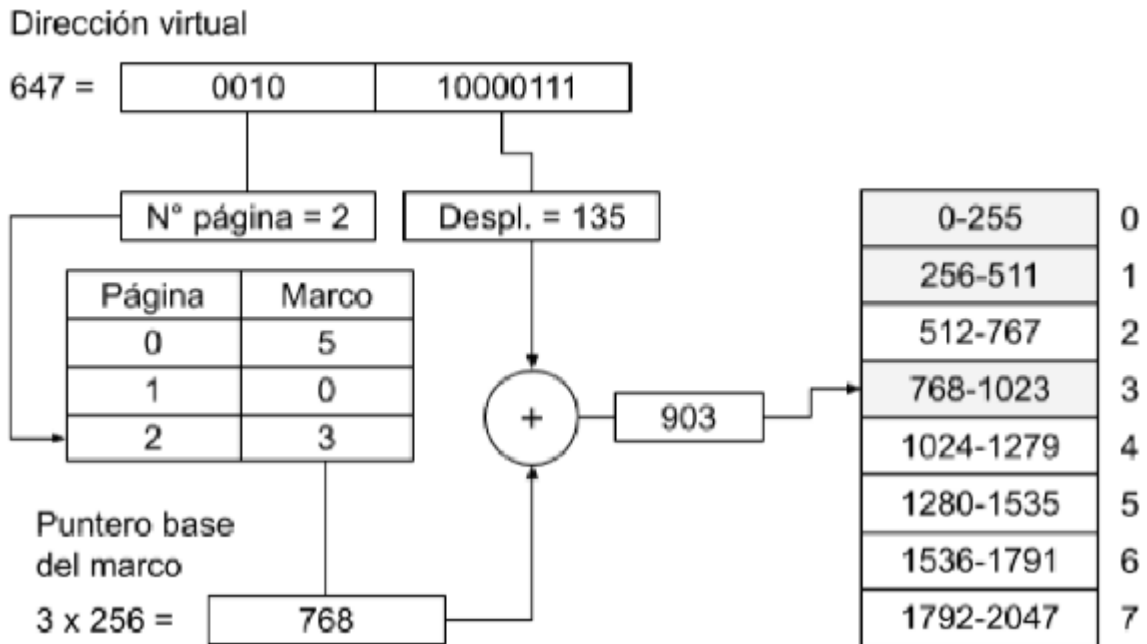 Dirección virtual
647 = 0010 10000111
N° página = 2 Despl. = 135
Página Marco
0 5
1 0
2 3
+ 903
Puntero base
del marco
3 x 256 = 768
0-255 0
256-511 1
512-767 2
768-1023 3
1024-1279 4
1280-1535 5
1536-1791 6
1792-2047 7